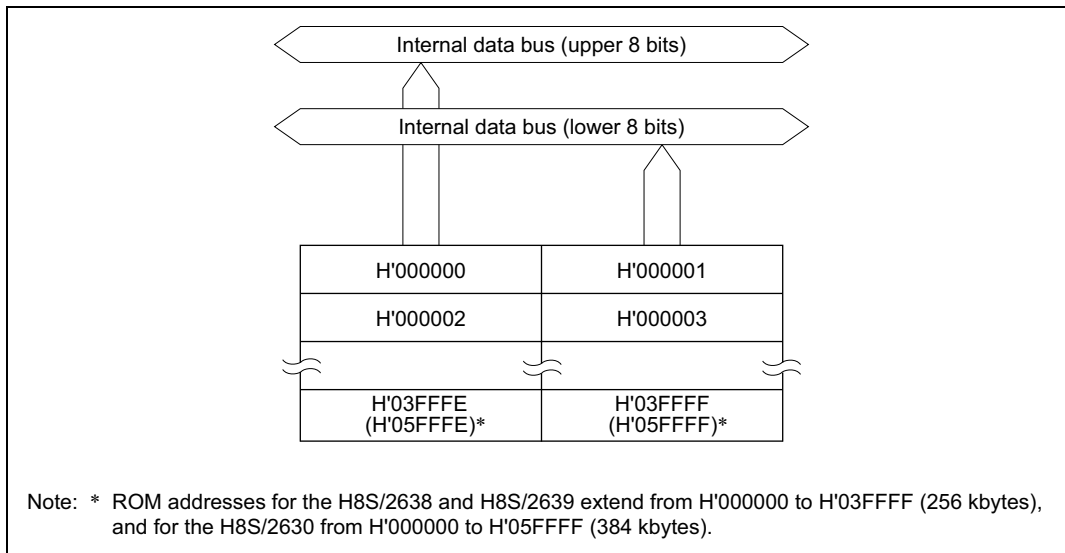 Internal data bus (upper 8 bits)
Internal data bus (lower 8 bits)
H'000000 H'000001
H'000002 H'000003
H'03FFFE H'03FFFF
(H'05FFFE)* (H'05FFFF)*
Note: * ROM addresses for the H8S/2638 and H8S/2639 extend from H'000000 to H'03FFFF (256 kbytes),
and for the H8S/2630 from H'000000 to H'05FFFF (384 kbytes).